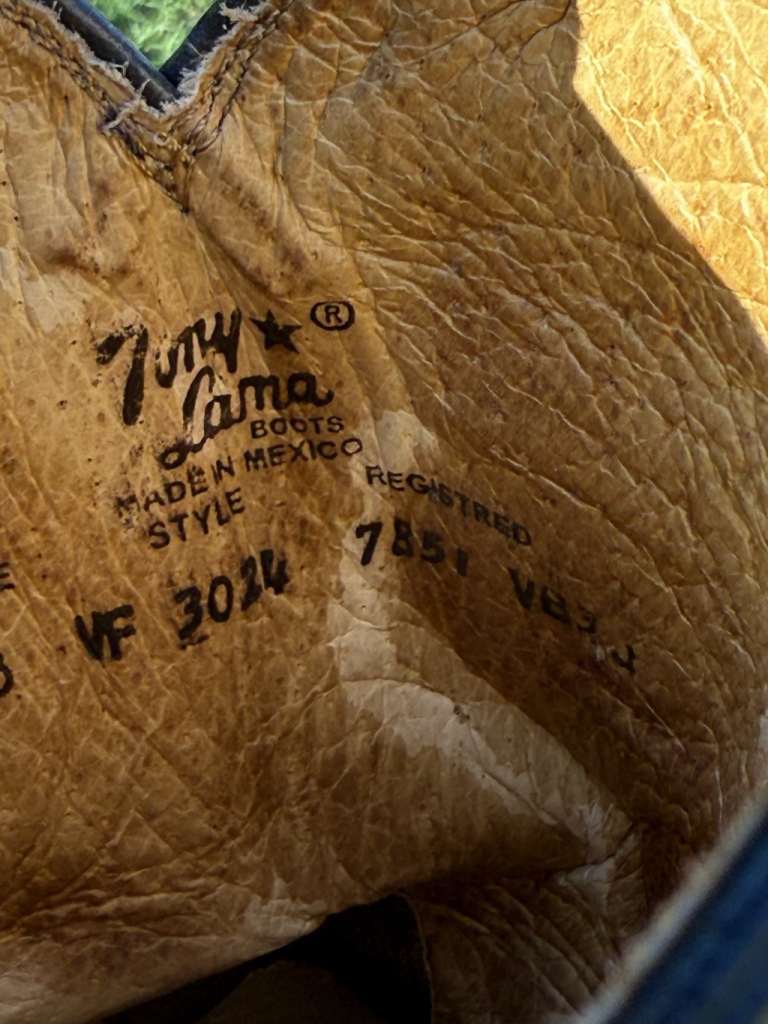 Tony ★ ®
Lama
BOOTS
MADE IN MEXICO
STYLE
REGISTRED
VF 3024 7851